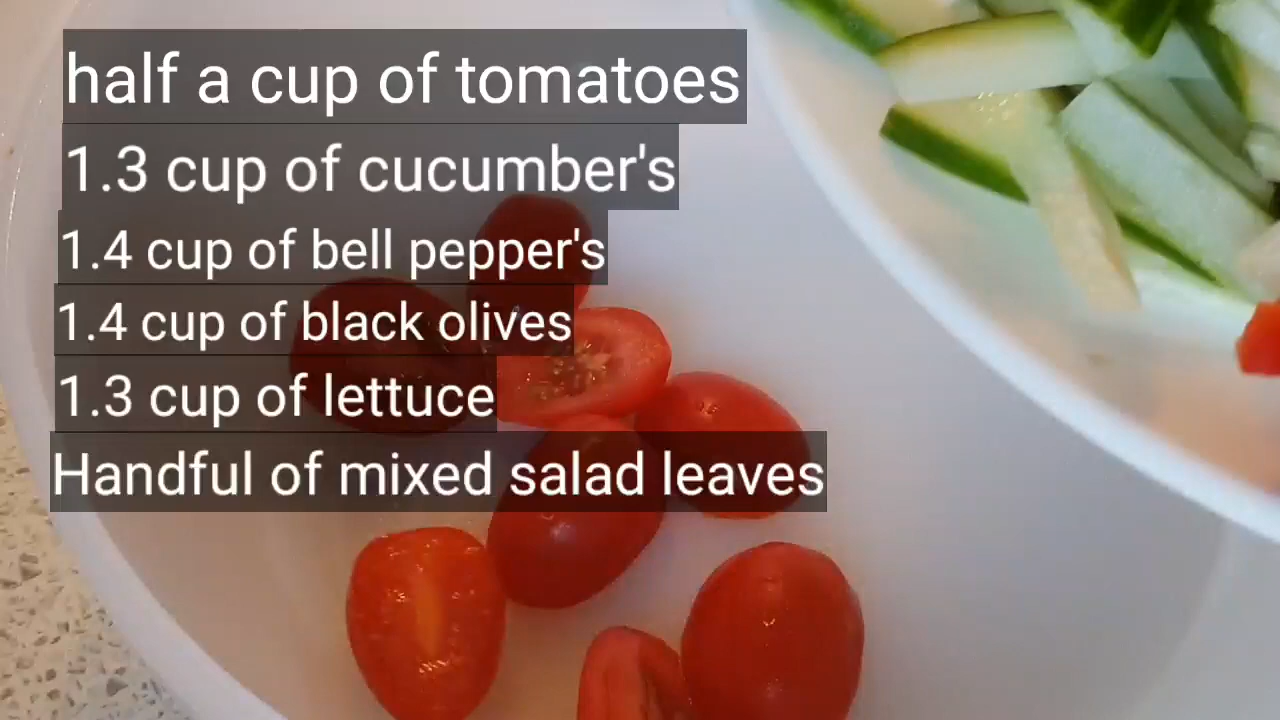 half a cup of tomatoes
1.3 cup of cucumber's
1.4 cup of bell pepper's
1.4 cup of black olives
1.3 cup of lettuce
Handful of mixed salad leaves